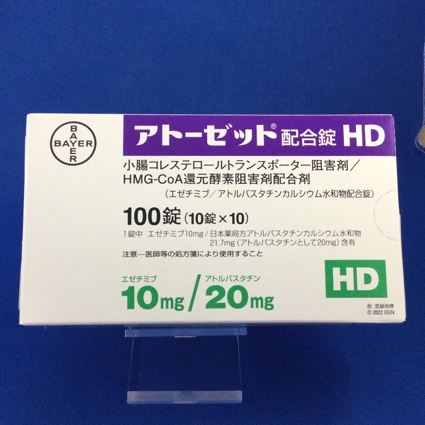 BAYER
BAYER
アトーゼット® 配合錠 HD
小腸コレステロールトランスポーター阻害剤／
HMG-CoA還元酵素阻害剤配合剤
（エゼチミブ／アトルバスタチンカルシウム水和物配合錠）
100錠（10錠×10）
1錠中 エゼチミブ10mg／日本薬局方アトルバスタチンカルシウム水和物
21.7mg（アトルバスタチンとして20mg）含有
注意－医師等の処方箋により使用すること
エゼチミブ アトルバスタチン
10mg/20mg
HD
®登録商標
© 2022 OGN